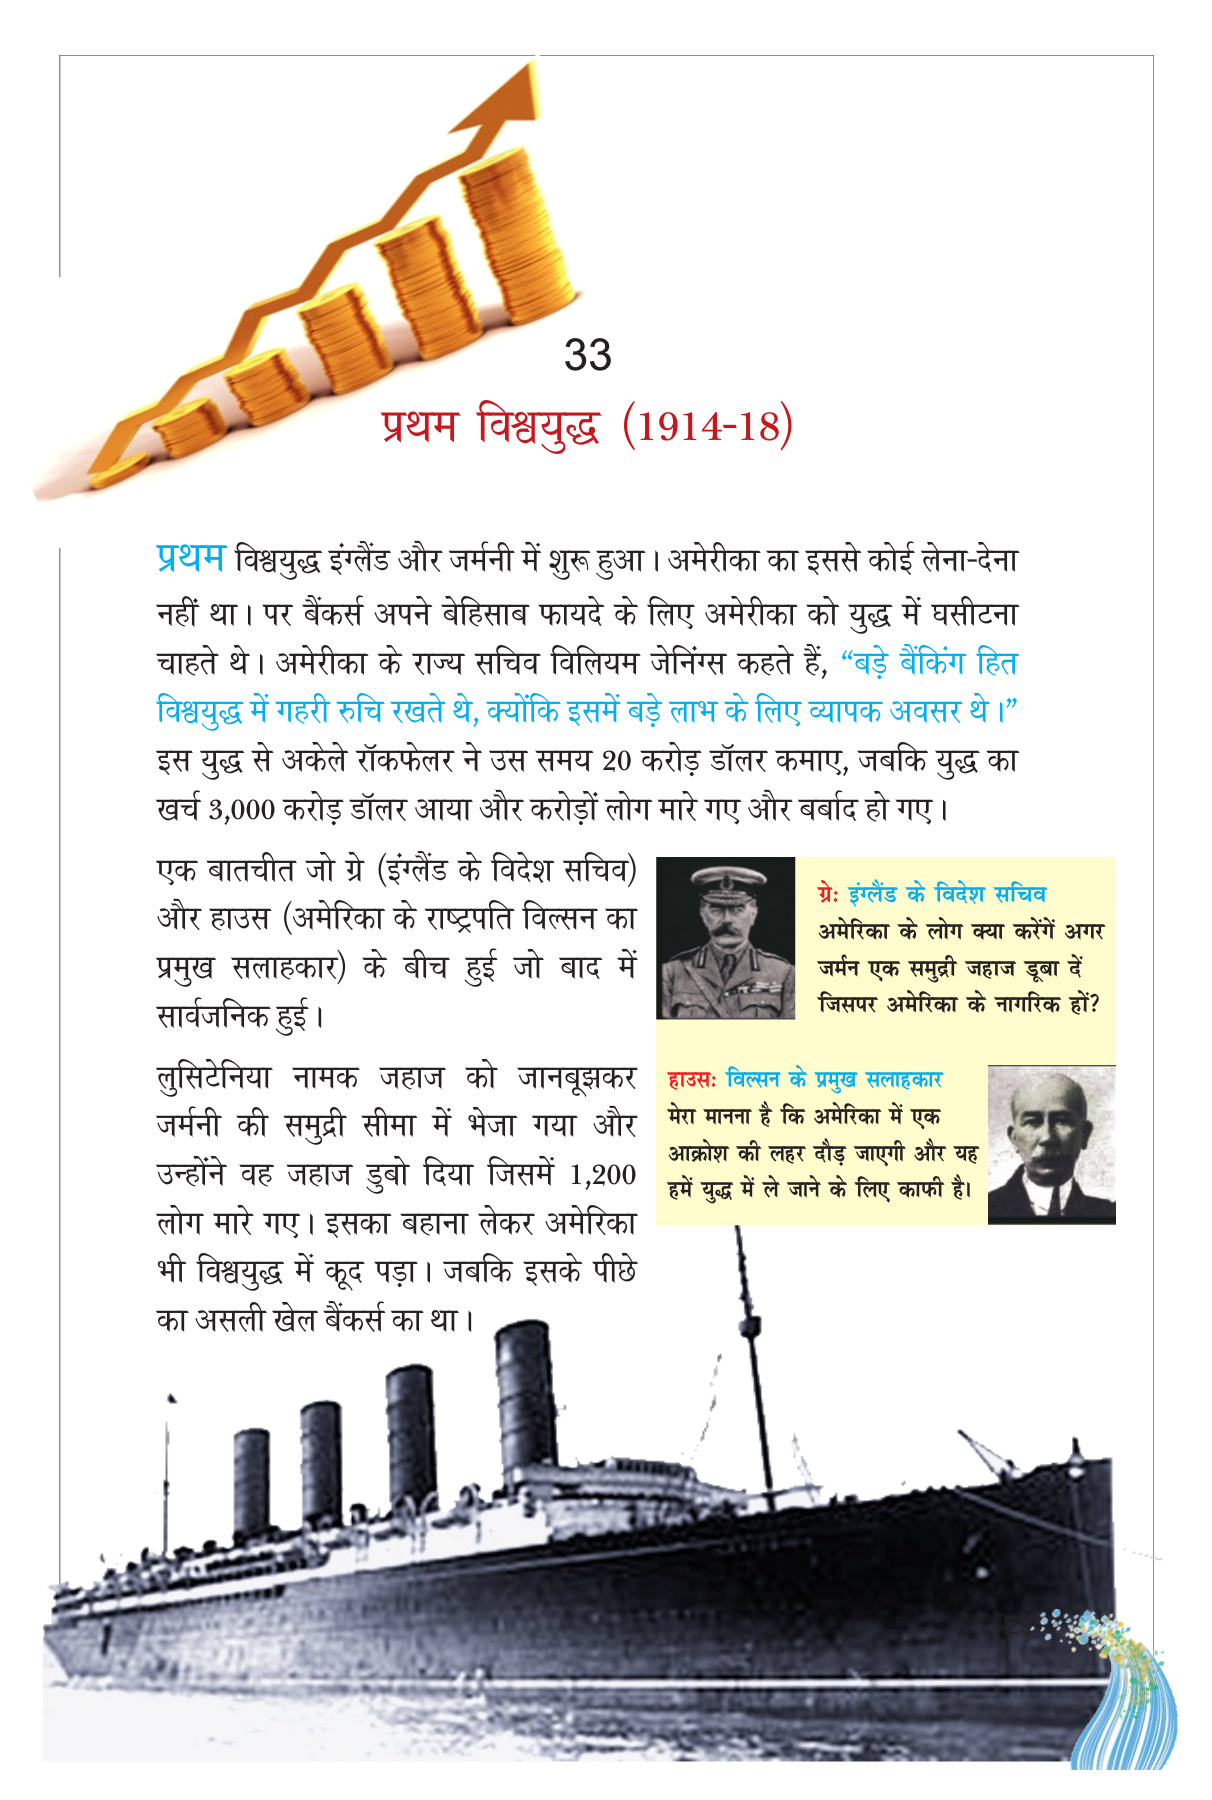 33
प्रथम विश्वयुद्ध (1914-18)
प्रथम विश्वयुद्ध इंग्लैंड और जर्मनी में शुरू हुआ। अमेरीका का इससे कोई लेना-देना
नहीं था। पर बैंकर्स अपने बेहिसाब फायदे के लिए अमेरीका को युद्ध में घसीटना
चाहते थे। अमेरीका के राज्य सचिव विलियम जेनिंग्स कहते हैं, “बड़े बैंकिंग हित
विश्वयुद्ध में गहरी रुचि रखते थे, क्योंकि इसमें बड़े लाभ के लिए व्यापक अवसर थे।”
इस युद्ध से अकेले रॉकफेलर ने उस समय 20 करोड़ डॉलर कमाए, जबकि युद्ध का
खर्च 3,000 करोड़ डॉलर आया और करोड़ों लोग मारे गए और बर्बाद हो गए।
एक बातचीत जो ग्रे (इंग्लैंड के विदेश सचिव)
और हाउस (अमेरिका के राष्ट्रपति विल्सन का
प्रमुख सलाहकार) के बीच हुई जो बाद में
सार्वजनिक हुई।
लुसिटेनिया नामक जहाज को जानबूझकर
जर्मनी की समुद्री सीमा में भेजा गया और
उन्होंने वह जहाज डुबो दिया जिसमें 1,200
लोग मारे गए। इसका बहाना लेकर अमेरिका
भी विश्वयुद्ध में कूद पड़ा। जबकि इसके पीछे
का असली खेल बैंकर्स का था।
ग्रे: इंग्लैंड के विदेश सचिव
अमेरिका के लोग क्या करेंगें अगर
जर्मन एक समुद्री जहाज डूबा दें
जिसपर अमेरिका के नागरिक हों?
हाउस: विल्सन के प्रमुख सलाहकार
मेरा मानना है कि अमेरिका में एक
आक्रोश की लहर दौड़ जाएगी और यह
हमें युद्ध में ले जाने के लिए काफी है।